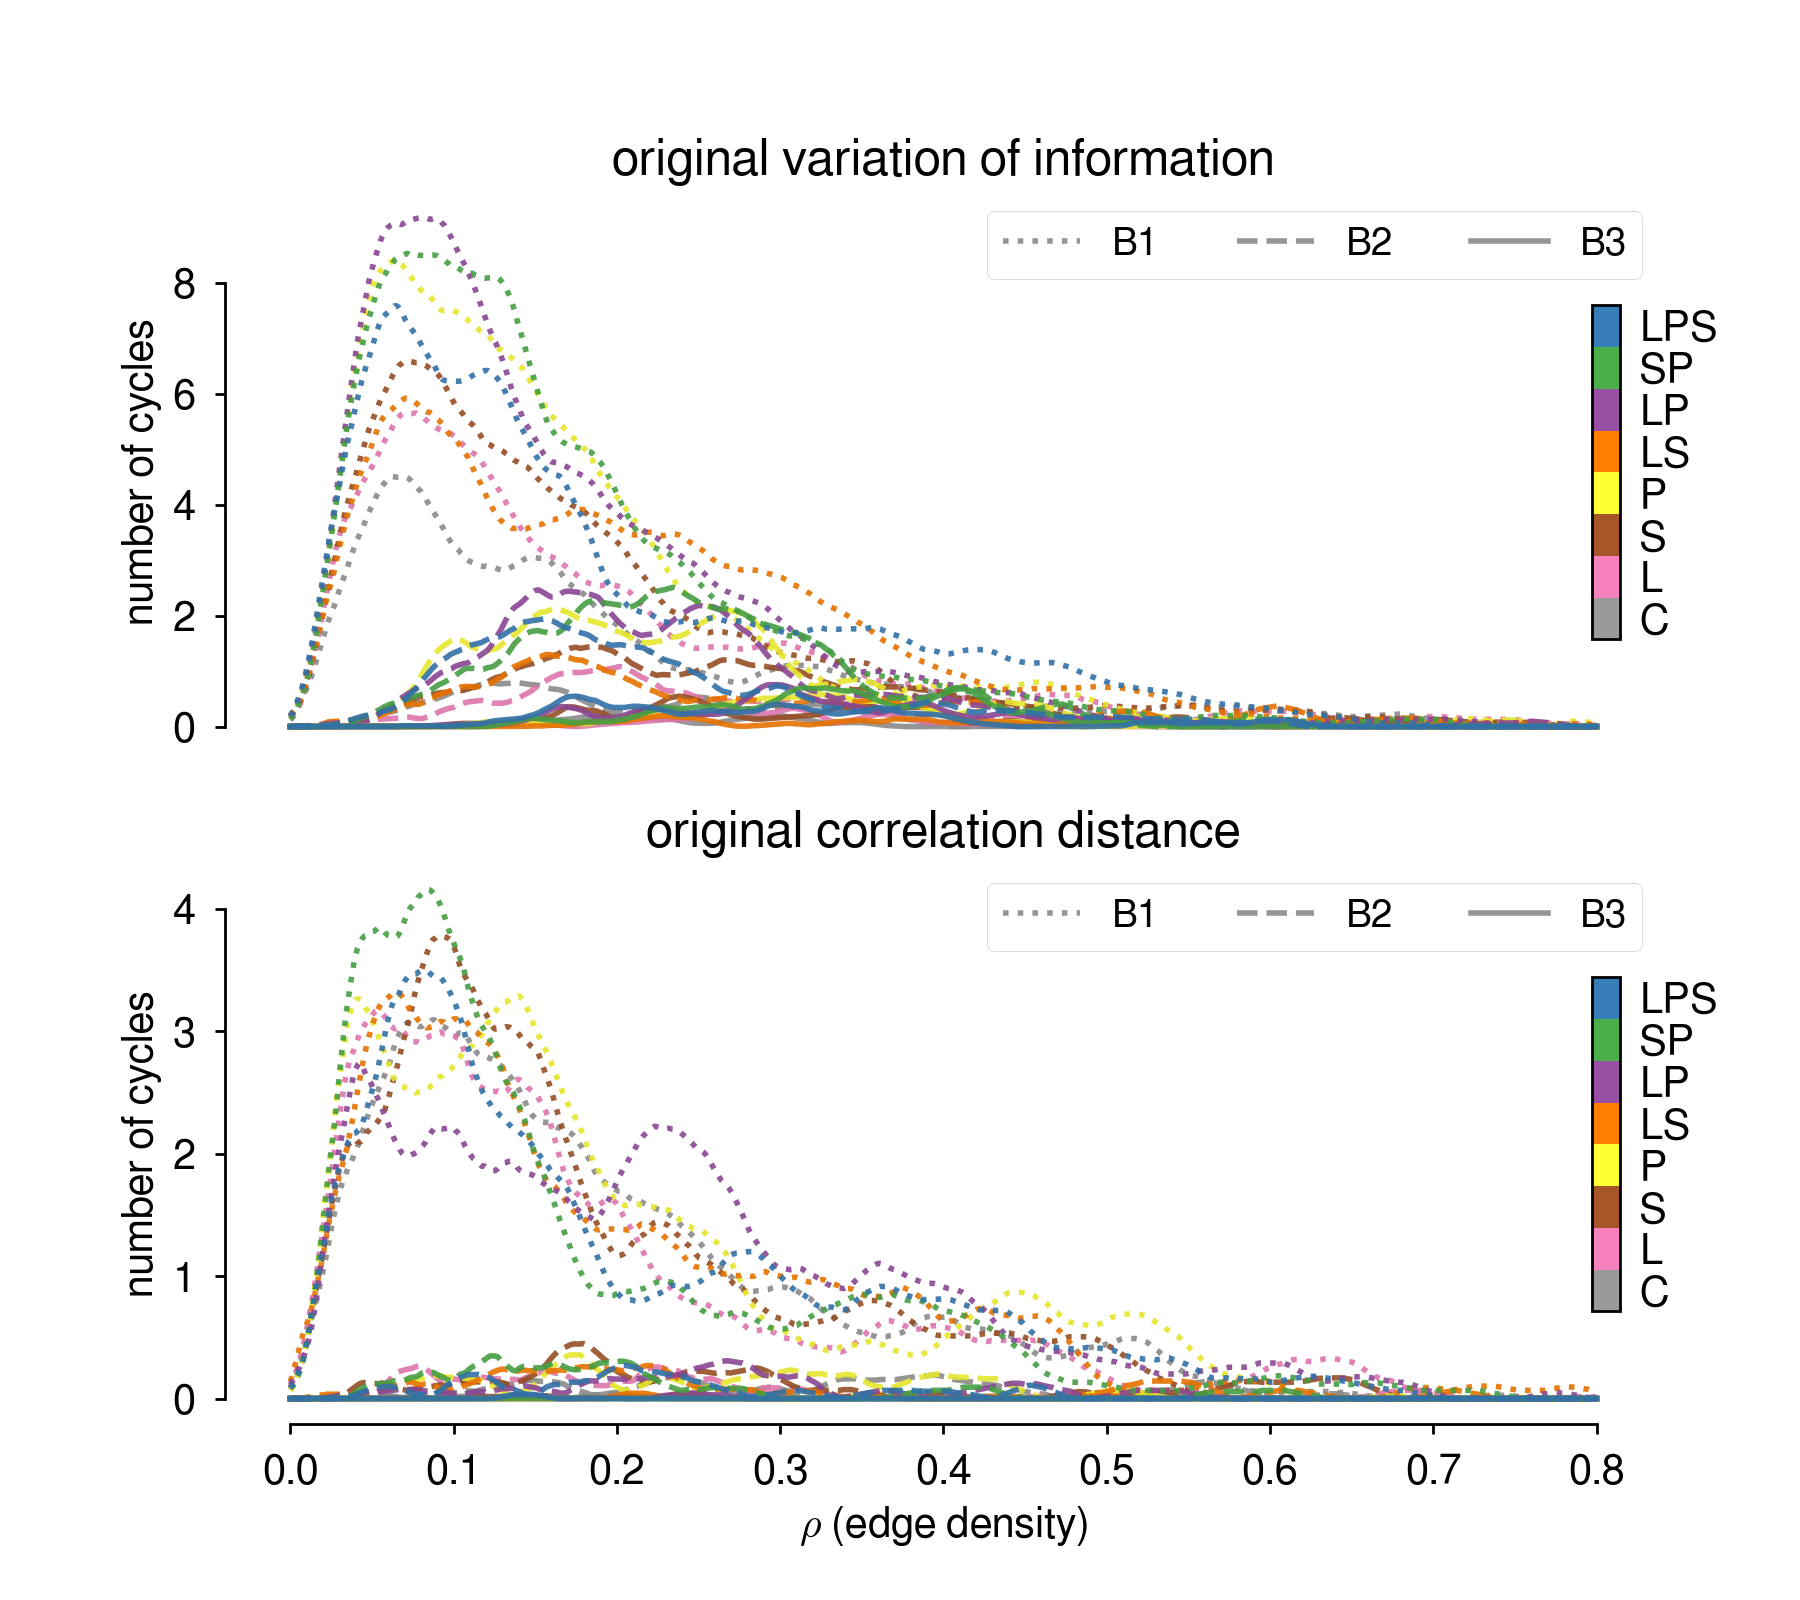 original variation of information
B1 B2 B3
8
6
4
2
0
number of cycles
LPS
SP
LP
LS
P
S
L
C
original correlation distance
B1 B2 B3
4
3
2
1
0
number of cycles
LPS
SP
LP
LS
P
S
L
C
0.0 0.1 0.2 0.3 0.4 0.5 0.6 0.7 0.8
ρ (edge density)